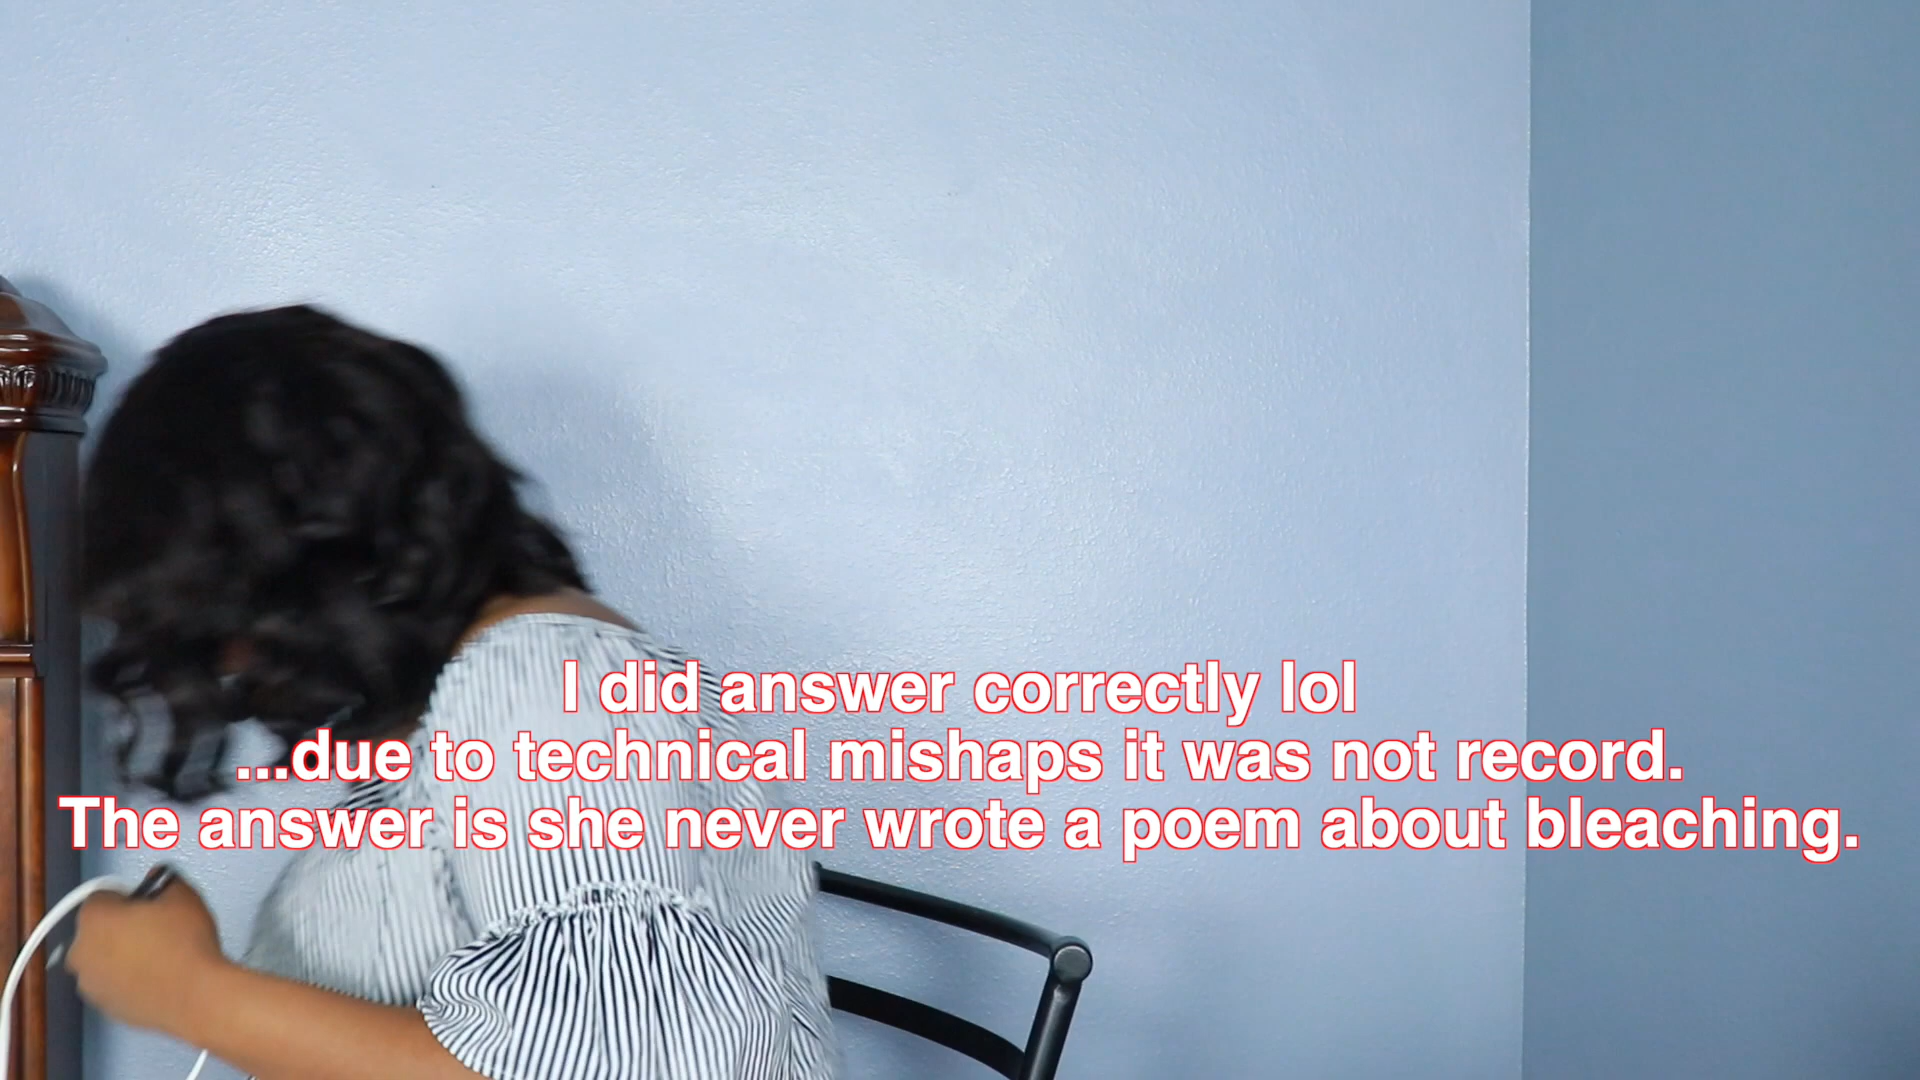 I did answer correctly lol
...due to technical mishaps it was not record.
The answer is she never wrote a poem about bleaching.